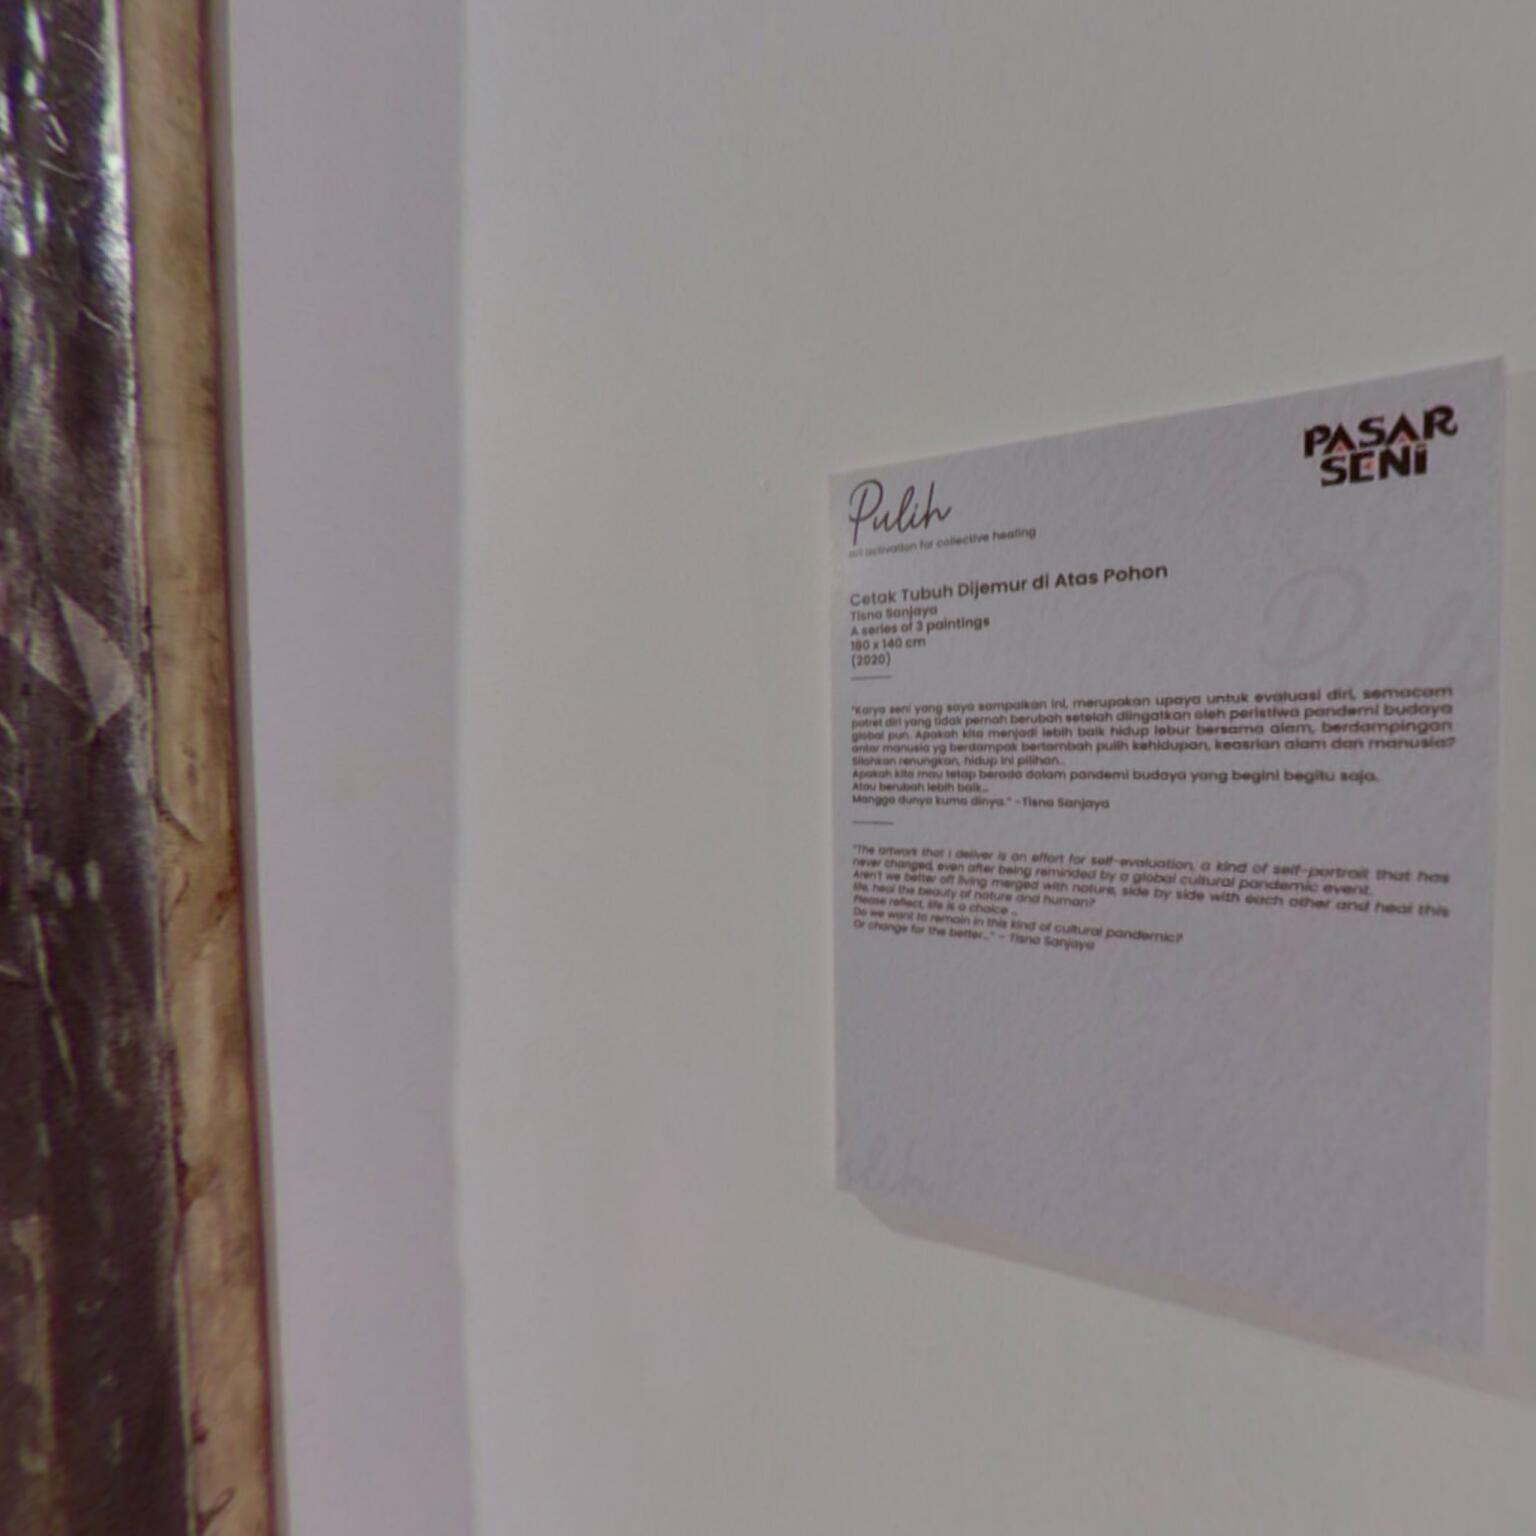 PASAR
SENI
Pulih
art activation for collective healing
Cetak Tubuh Dijemur di Atas Pohon
Tisna Sanjaya
A series of 3 paintings
180 x 140 cm
(2020)
"Karya seni yang saya sampaikan ini, merupakan upaya untuk evaluasi diri, semacam
potret diri yang tidak pernah berubah setelah diingatkan oleh peristiwa pandemi budaya
global pun. Apakah kita menjadi lebih baik hidup lebur bersama alam, berdampingan
antar manusia yg berdampak bertambah pulih kehidupan, keasrian alam dan manusia?
Silahkan renungkan, hidup ini pilihan...
Apakah kita mau tetap berada dalam pandemi budaya yang begini begitu saja.
Atau berubah lebih baik...
Mangga dunya kuma dinya." -Tisna Sanjaya
"The artwork that I deliver is an effort for self-evaluation, a kind of self-portrait that has
never changed, even after being reminded by a global cultural pandemic event.
Aren't we better off living merged with nature, side by side with each other and heal this
life, heal the beauty of nature and human?
Please reflect, life is a choice ...
Do we want to remain in this kind of cultural pandemic?
Or change for the better..." - Tisna Sanjaya